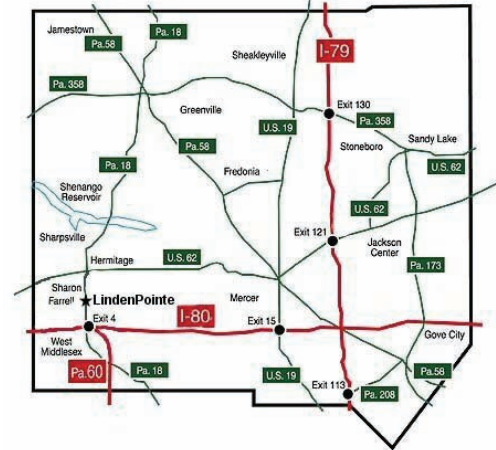 Jamestown
Pa.58
Pa. 18
Sheakleyville
I-79
Pa. 358
Greenville
Exit 130
Pa. 358
U.S. 19
Stoneboro
Sandy Lake
U.S. 62
Pa.58
Pa. 18
Fredonia
Shenango
Reservoir
U.S. 62
Sharpsville
Exit 121
Jackson
Center
Hermitage
U.S. 62
Pa. 173
Sharon
Farrell
LindenPointe
Mercer
Exit 4
I-80
Exit 15
Gove City
West
Middlesex
Pa.60
Pa. 18
U.S. 19
Exit 113
Pa. 208
Pa.58